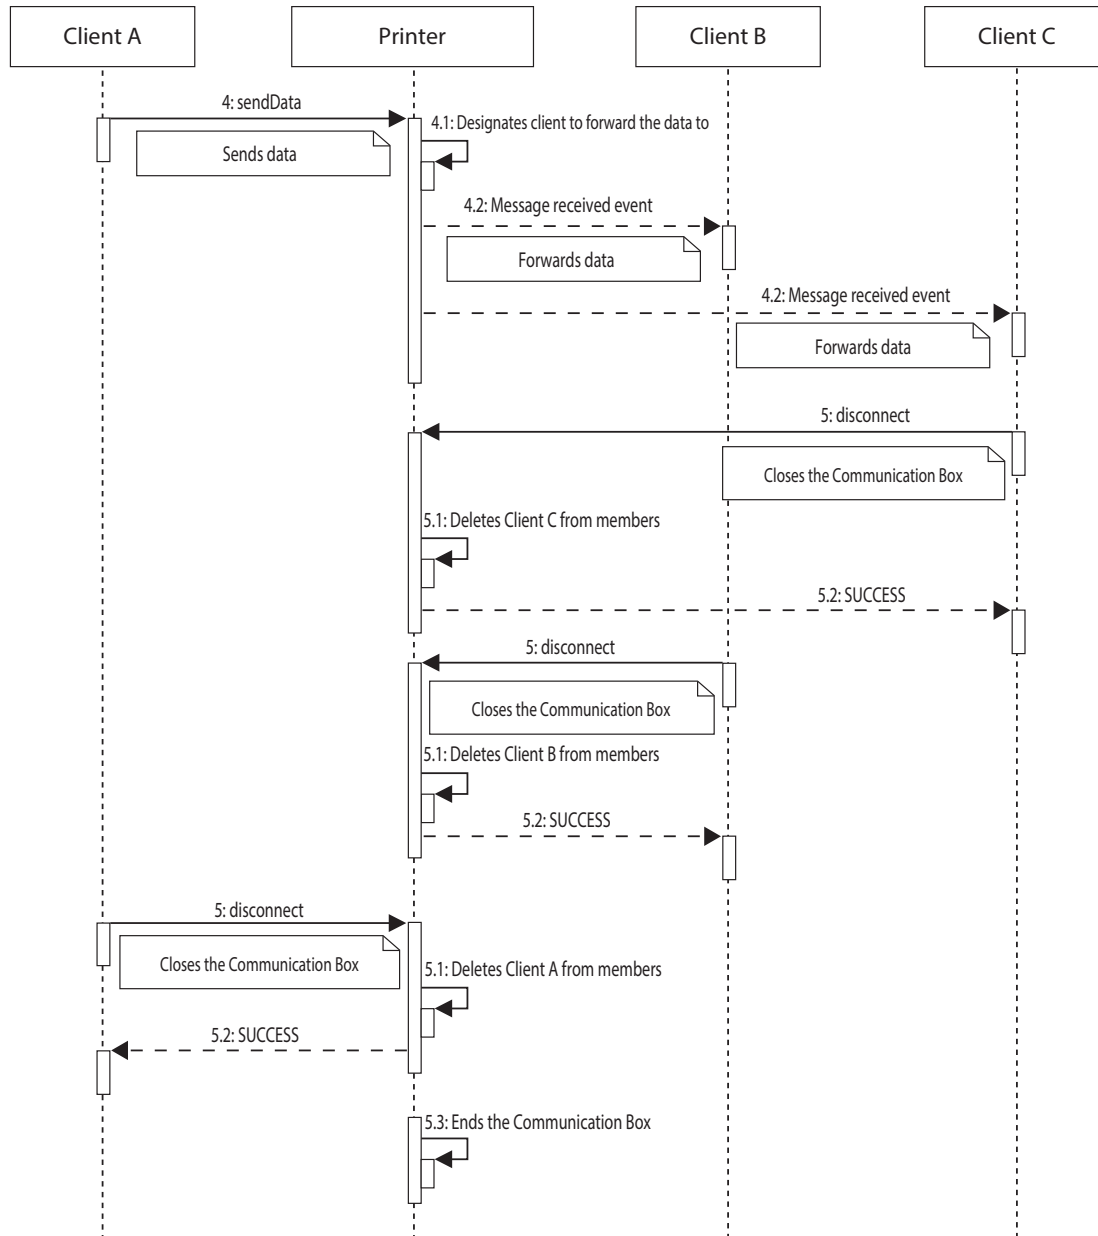 Client A
Printer
Client B
Client C
4: sendData
Sends data
4.1: Designates client to forward the data to
4.2: Message received event
Forwards data
4.2: Message received event
Forwards data
5: disconnect
Closes the Communication Box
5.1: Deletes Client C from members
5.2: SUCCESS
5: disconnect
Closes the Communication Box
5.1: Deletes Client B from members
5.2: SUCCESS
5: disconnect
Closes the Communication Box
5.1: Deletes Client A from members
5.2: SUCCESS
5.3: Ends the Communication Box